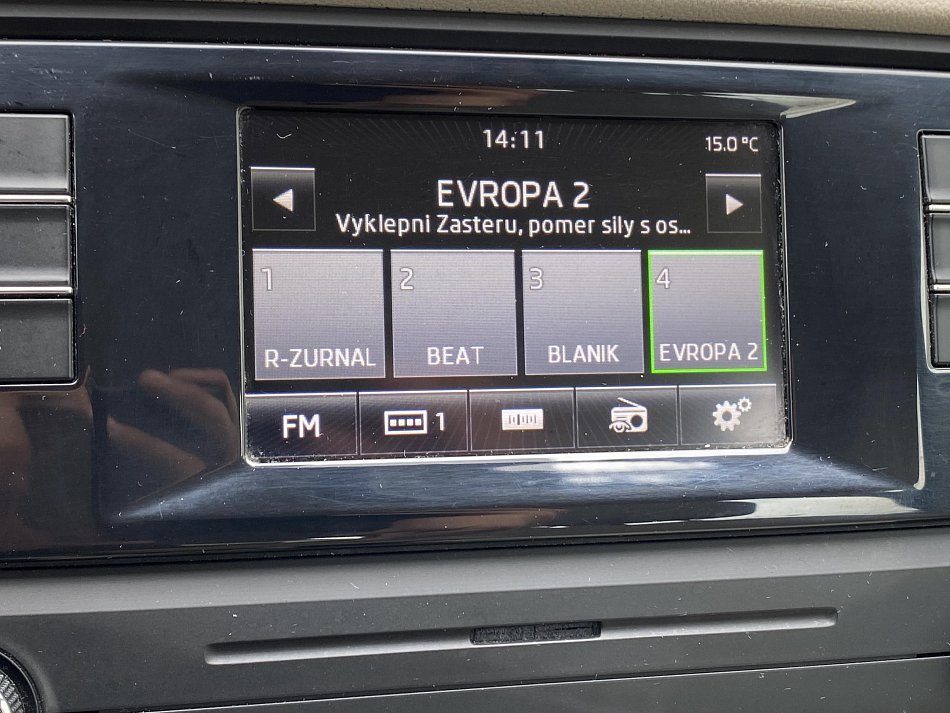 14:11
15.0 °C
EVROPA 2
Vyklepni Zasteru, pomer sily s os...
1 2 3 4
R-ZURNAL BEAT BLANIK EVROPA 2
FM 1